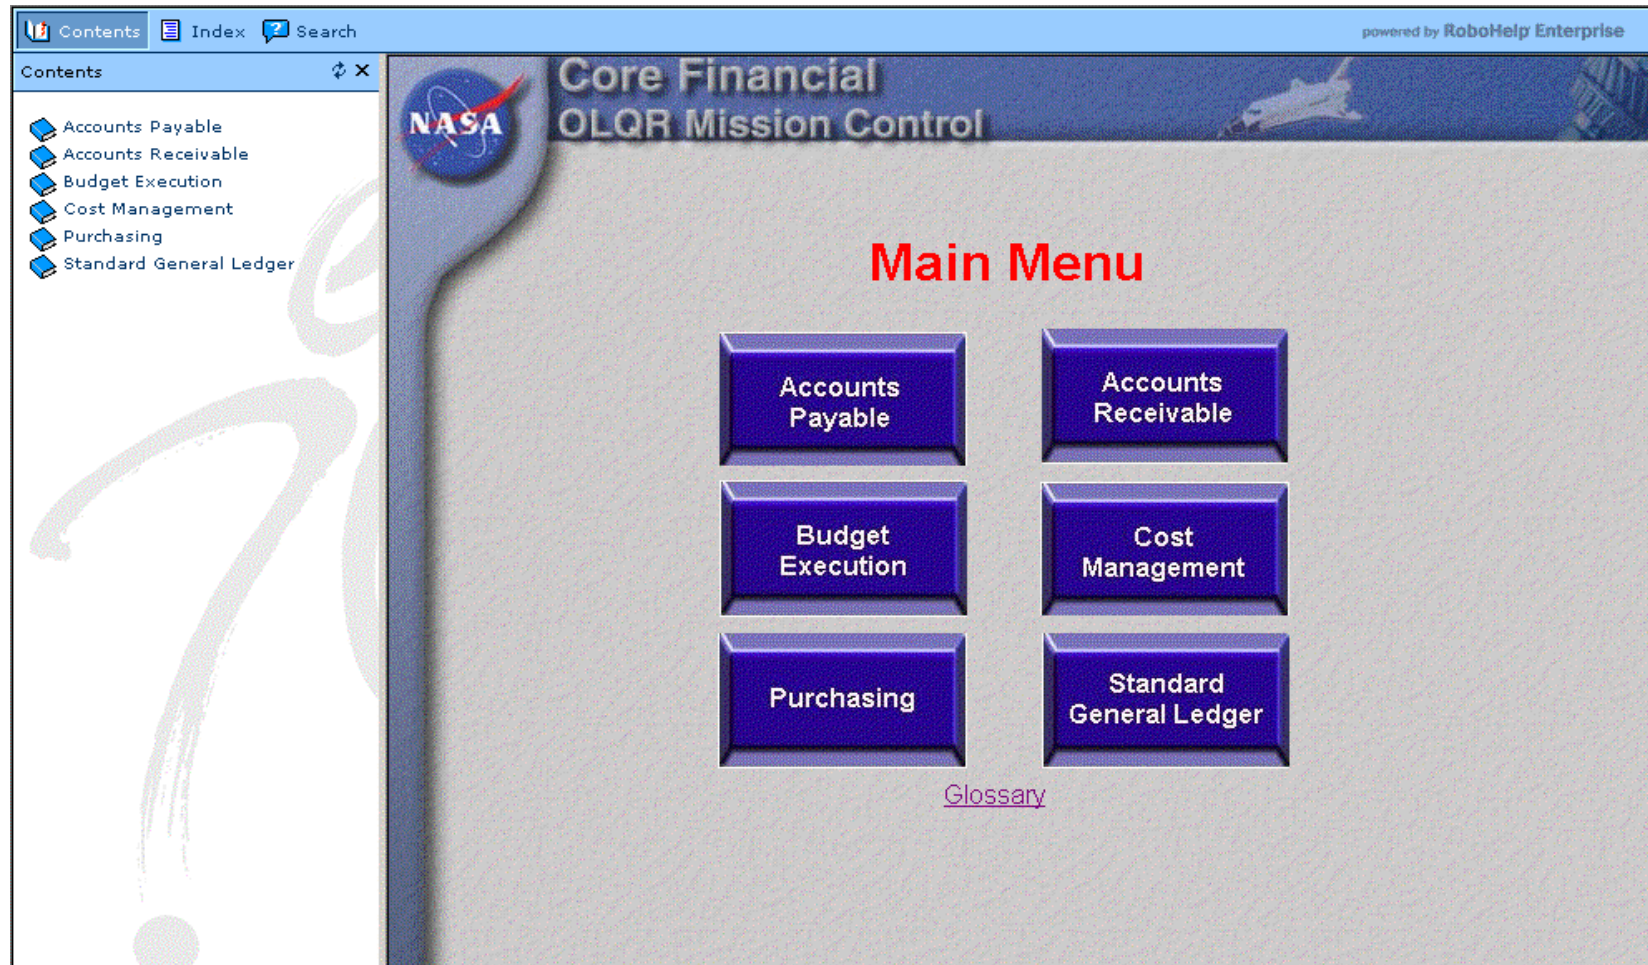 Contents Index Search
powered by RoboHelp Enterprise
Contents
Accounts Payable
Accounts Receivable
Budget Execution
Cost Management
Purchasing
Standard General Ledger
NASA
Core Financial
OLQR Mission Control
Main Menu
Accounts
Payable
Accounts
Receivable
Budget
Execution
Cost
Management
Purchasing
Standard
General Ledger
Glossary